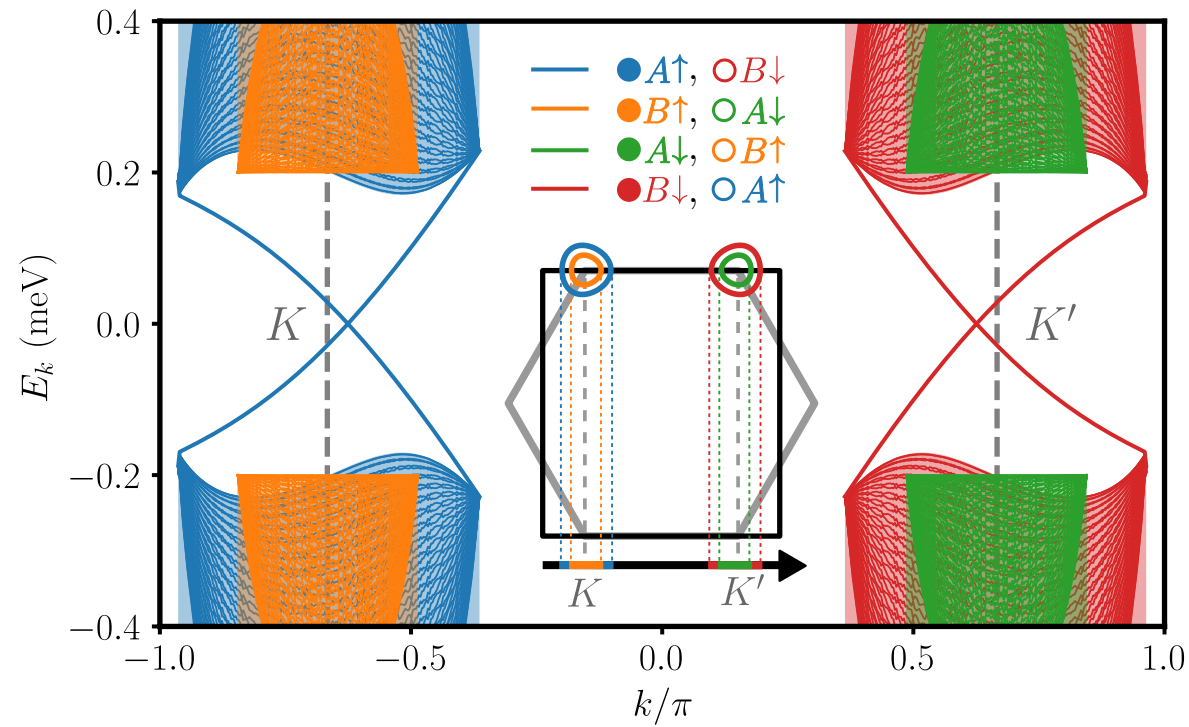 0.4
0.2
0.0
−0.2
−0.4
E_k (meV)
A↑, B↓
B↑, A↓
A↓, B↑
B↓, A↑
K
K′
K
K′
−1.0
−0.5
0.0
0.5
1.0
k/π